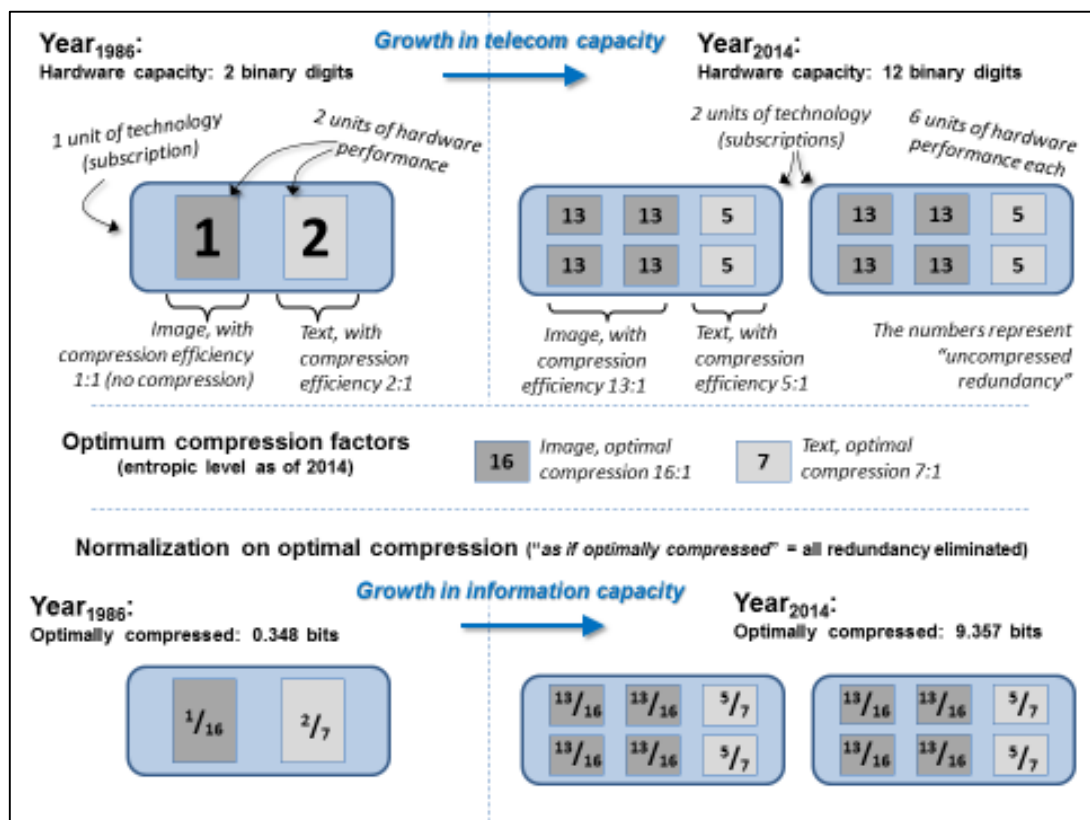 Year1986:
Hardware capacity: 2 binary digits
Growth in telecom capacity
Year2014:
Hardware capacity: 12 binary digits
1 unit of technology
(subscription)
2 units of hardware
performance
2 units of technology
(subscriptions)
6 units of hardware
performance each
1 2
13 13 5
13 13 5
13 13 5
13 13 5
Image, with
compression efficiency
1:1 (no compression)
Text, with
compression
efficiency 2:1
Image, with
compression
efficiency 13:1
Text, with
compression
efficiency 5:1
The numbers represent
“uncompressed
redundancy”
Optimum compression factors
(entropic level as of 2014)
16
Image, optimal
compression 16:1
7
Text, optimal
compression 7:1
Normalization on optimal compression (“as if optimally compressed” = all redundancy eliminated)
Year1986:
Optimally compressed: 0.348 bits
Growth in information capacity
Year2014:
Optimally compressed: 9.357 bits
1/16 2/7
13/16 13/16 5/7
13/16 13/16 5/7
13/16 13/16 5/7
13/16 13/16 5/7